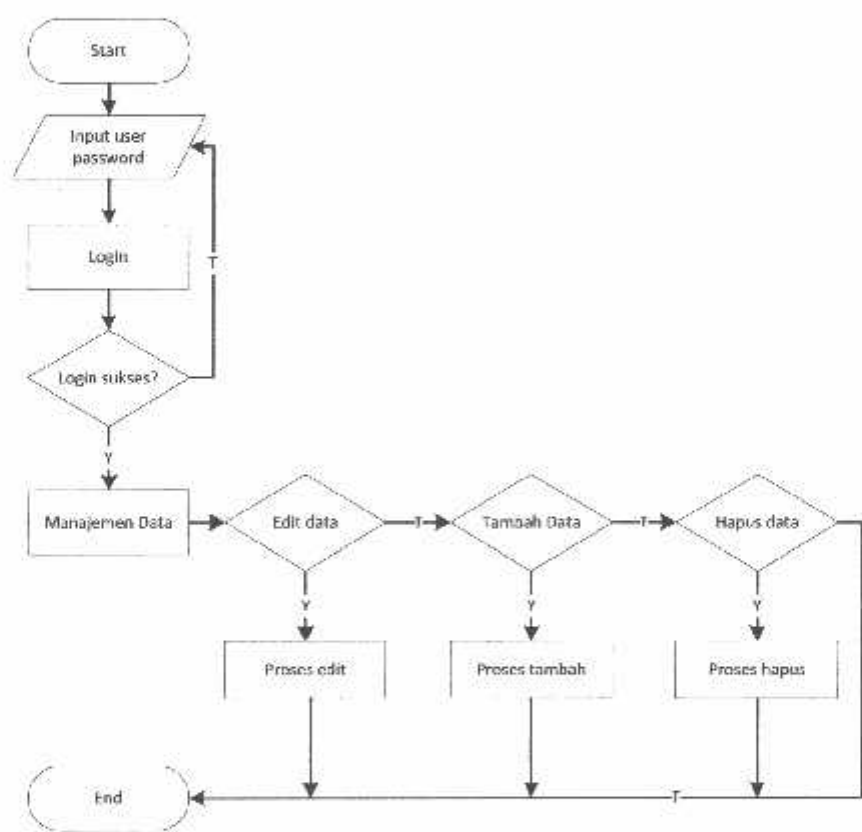 Start
Input user
password
Login
T
Login sukses?
Y
Manajemen Data
Edit data
T
Tambah Data
T
Hapus data
Y
Y
Y
Proses edit
Proses tambah
Proses hapus
End
T